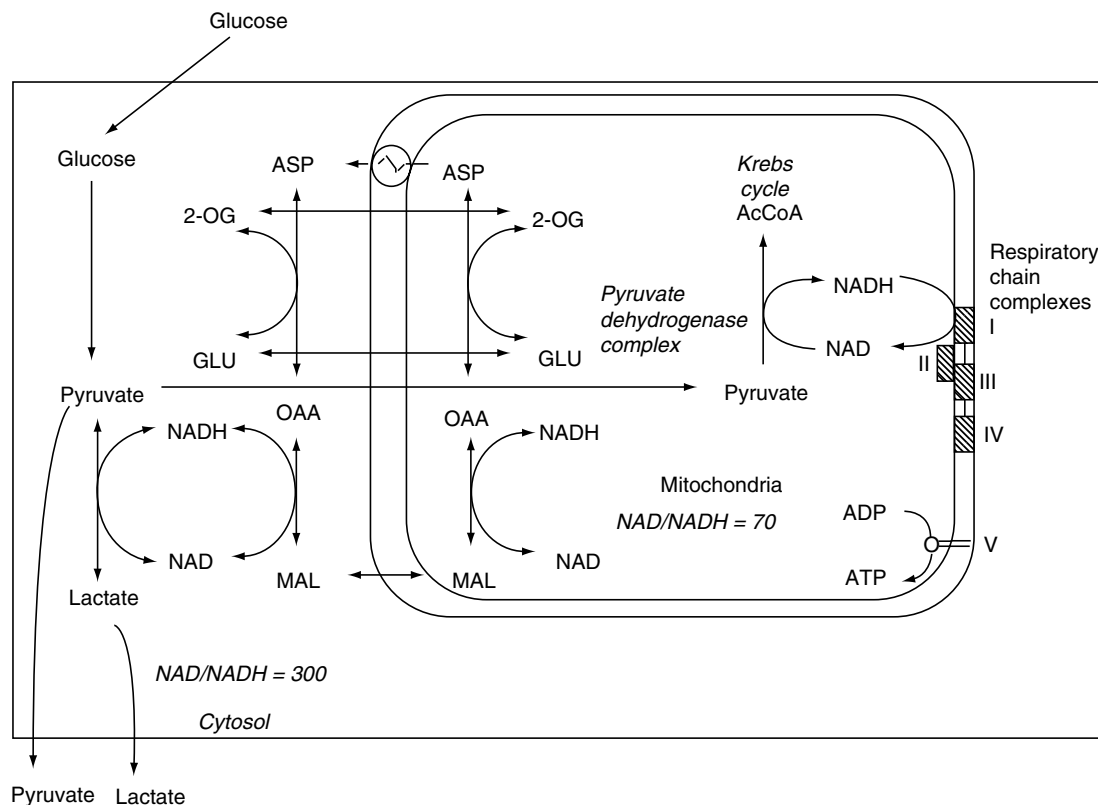 Glucose
Glucose
ASP
ASP
Krebs
cycle
AcCoA
2-OG
2-OG
Respiratory
chain
complexes
NADH
Pyruvate
dehydrogenase
complex
I
NAD
II
GLU
GLU
III
Pyruvate
Pyruvate
OAA
OAA
NADH
NADH
IV
Mitochondria
NAD/NADH = 70
ADP
V
NAD
NAD
MAL
MAL
ATP
Lactate
NAD/NADH = 300
Cytosol
Pyruvate
Lactate